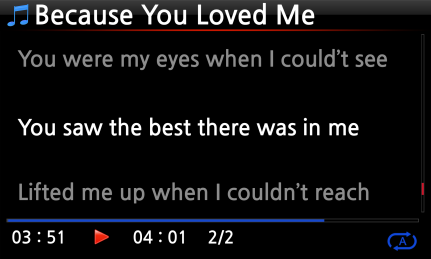 Because You Loved Me
You were my eyes when I could't see
You saw the best there was in me
Lifted me up when I couldn't reach
03 : 51 04 : 01 2/2
A